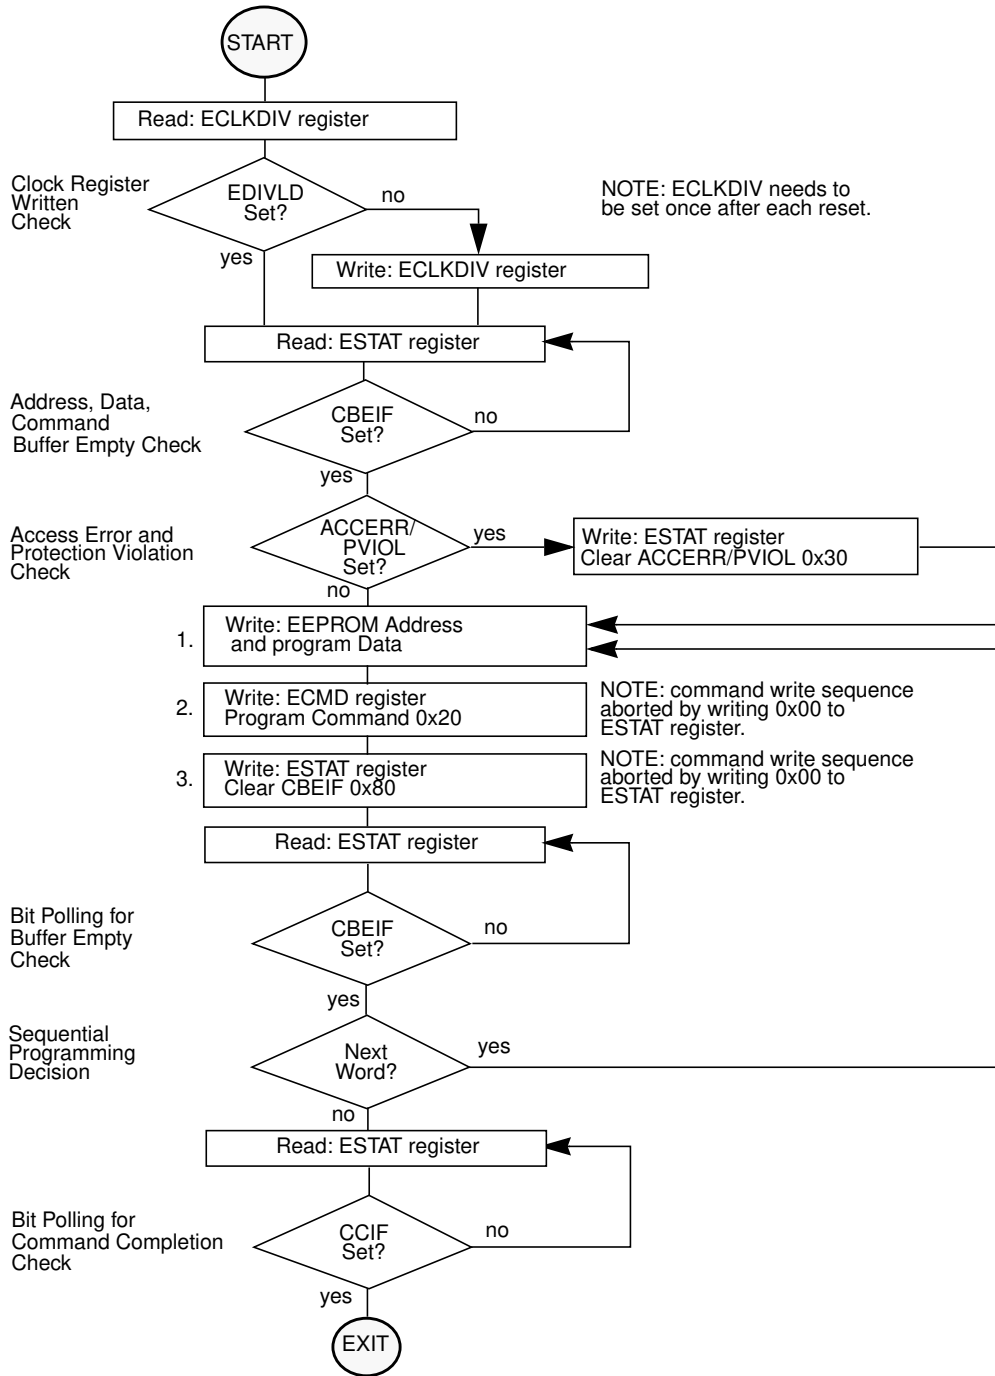 START
Read: ECLKDIV register
Clock Register
Written
Check
EDIVLD
Set?
no
yes
NOTE: ECLKDIV needs to
be set once after each reset.
Write: ECLKDIV register
Read: ESTAT register
Address, Data,
Command
Buffer Empty Check
CBEIF
Set?
no
yes
Access Error and
Protection Violation
Check
ACCERR/
PVIOL
Set?
yes
no
Write: ESTAT register
Clear ACCERR/PVIOL 0x30
1.
Write: EEPROM Address
and program Data
2.
Write: ECMD register
Program Command 0x20
NOTE: command write sequence
aborted by writing 0x00 to
ESTAT register.
3.
Write: ESTAT register
Clear CBEIF 0x80
NOTE: command write sequence
aborted by writing 0x00 to
ESTAT register.
Read: ESTAT register
Bit Polling for
Buffer Empty
Check
CBEIF
Set?
no
yes
Sequential
Programming
Decision
Next
Word?
yes
no
Read: ESTAT register
Bit Polling for
Command Completion
Check
CCIF
Set?
no
yes
EXIT